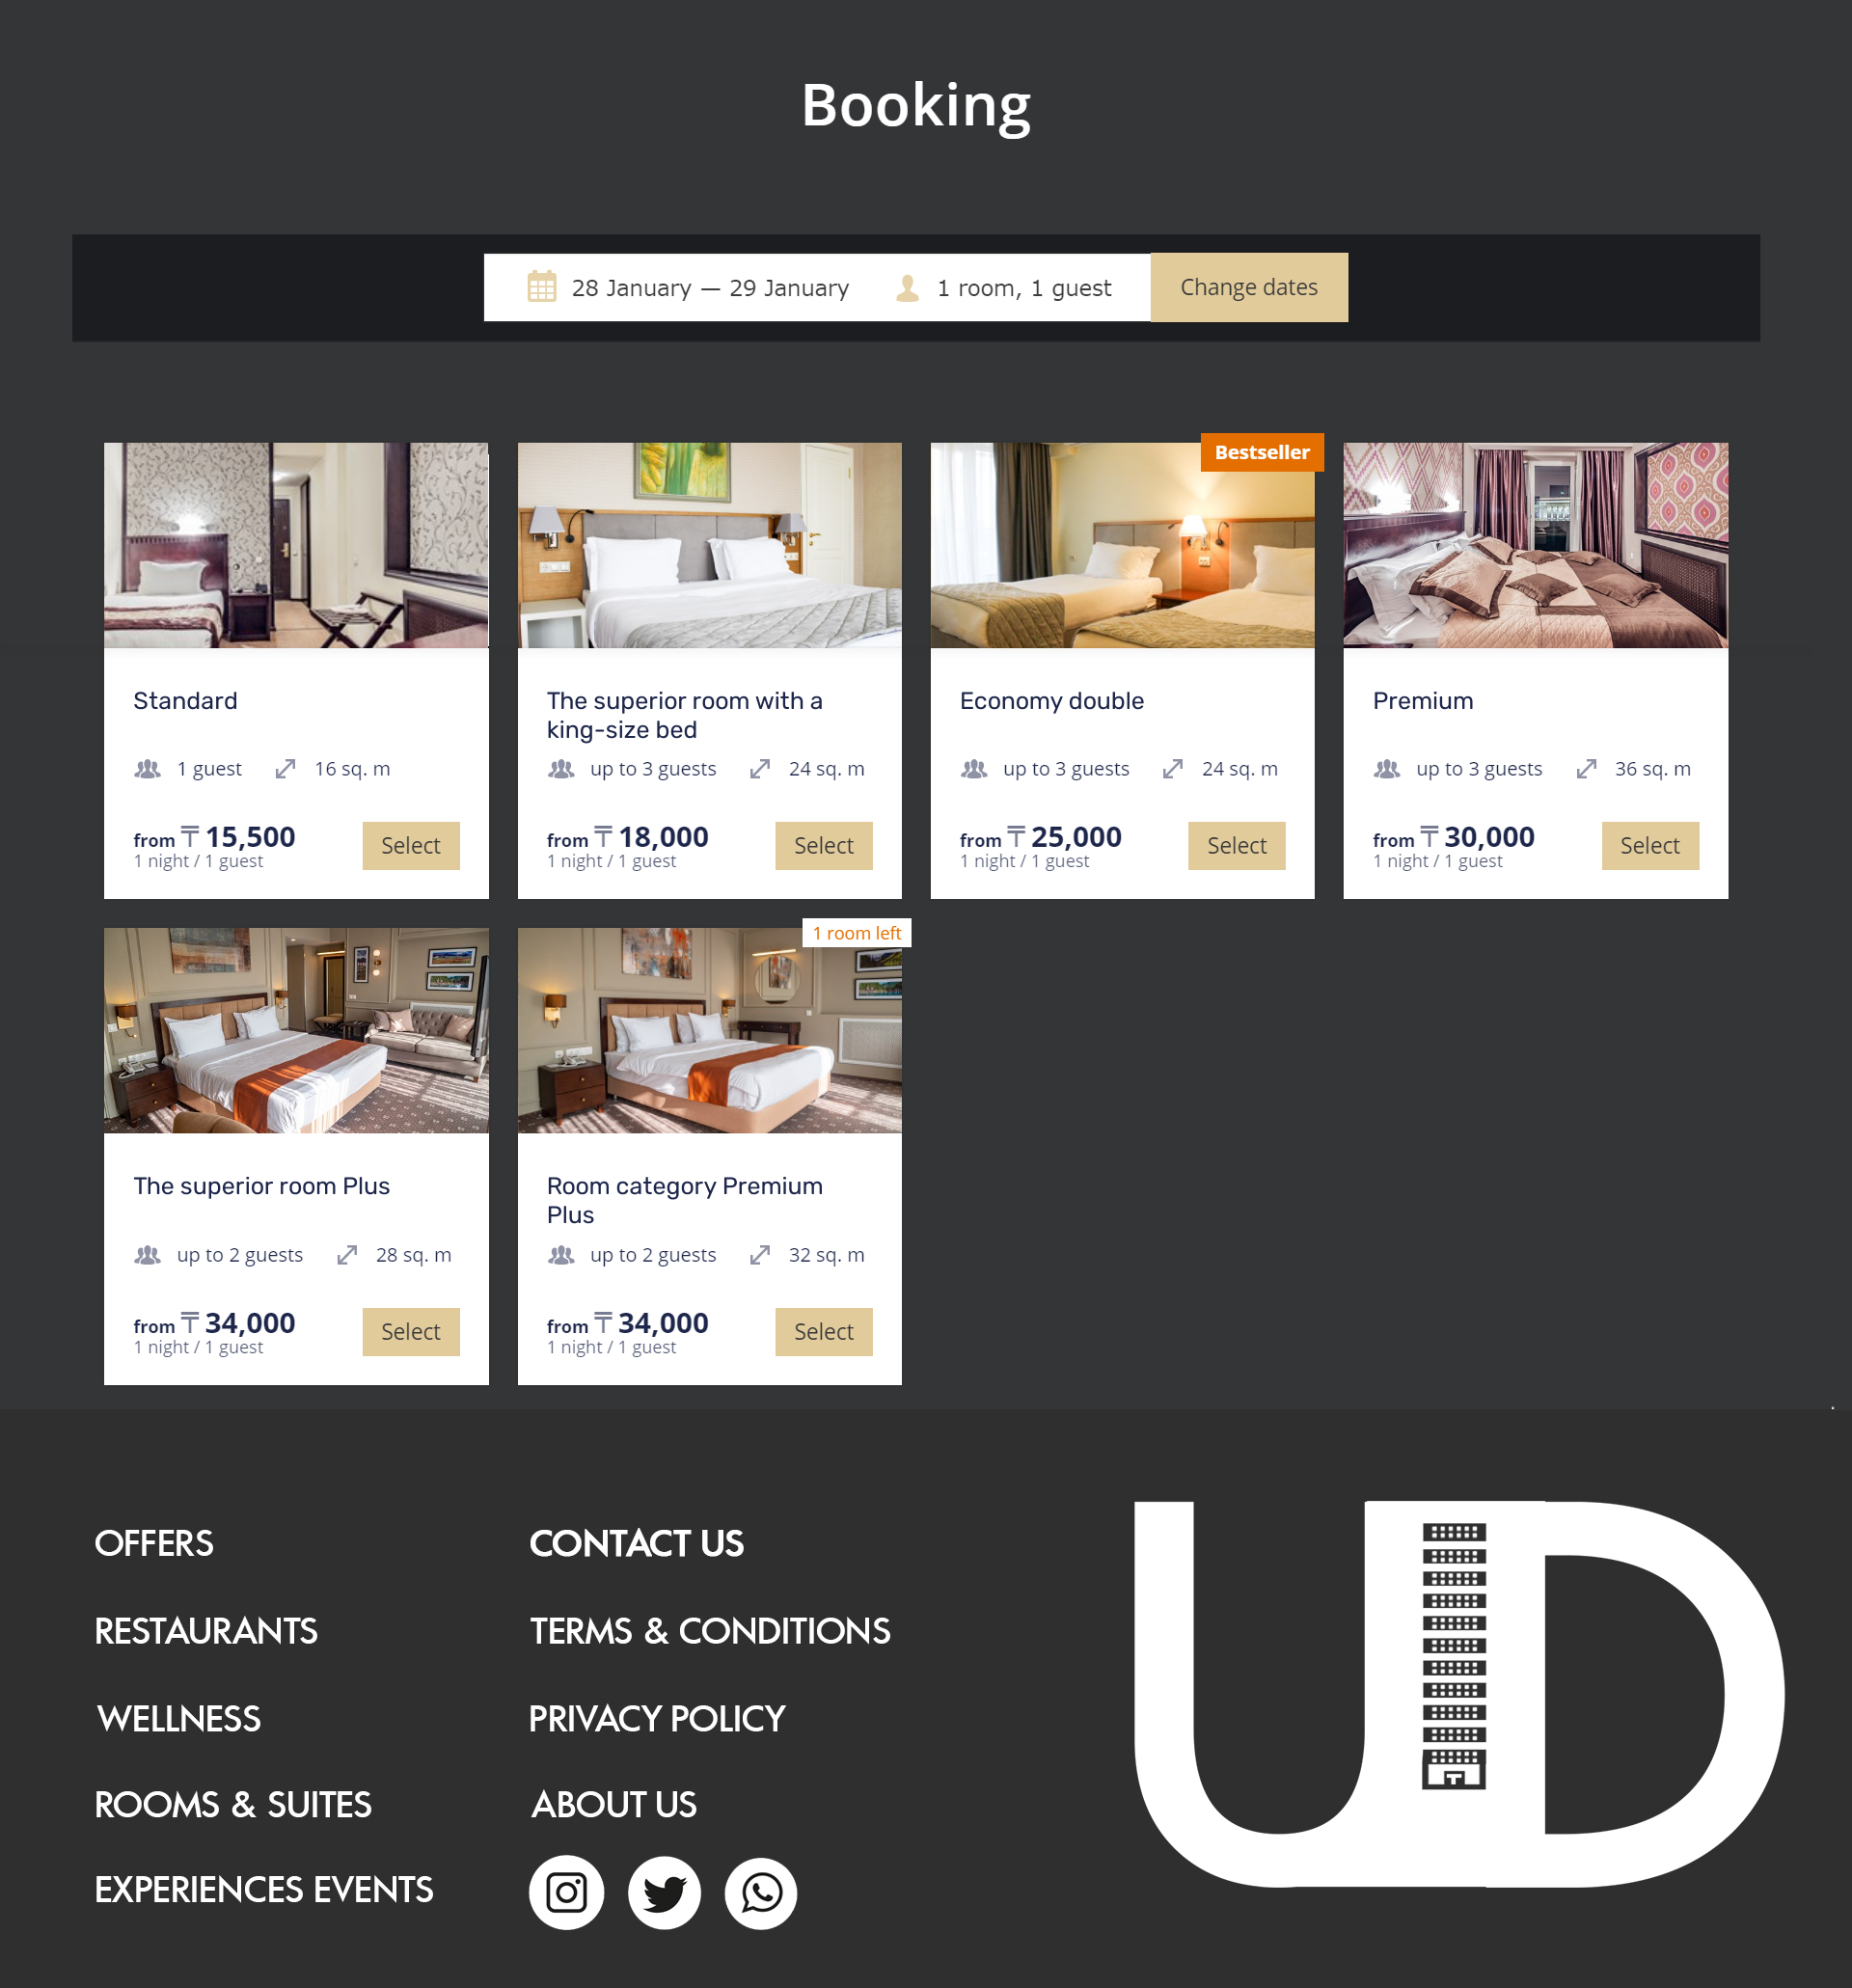 Booking
28 January — 29 January
1 room, 1 guest
Change dates
Bestseller
Standard
1 guest
16 sq. m
from ₸ 15,500
1 night / 1 guest
Select
The superior room with a
king-size bed
up to 3 guests
24 sq. m
from ₸ 18,000
1 night / 1 guest
Select
Economy double
up to 3 guests
24 sq. m
from ₸ 25,000
1 night / 1 guest
Select
Premium
up to 3 guests
36 sq. m
from ₸ 30,000
1 night / 1 guest
Select
The superior room Plus
up to 2 guests
28 sq. m
from ₸ 34,000
1 night / 1 guest
Select
1 room left
Room category Premium
Plus
up to 2 guests
32 sq. m
from ₸ 34,000
1 night / 1 guest
Select
OFFERS
RESTAURANTS
WELLNESS
ROOMS & SUITES
EXPERIENCES EVENTS
CONTACT US
TERMS & CONDITIONS
PRIVACY POLICY
ABOUT US
UD